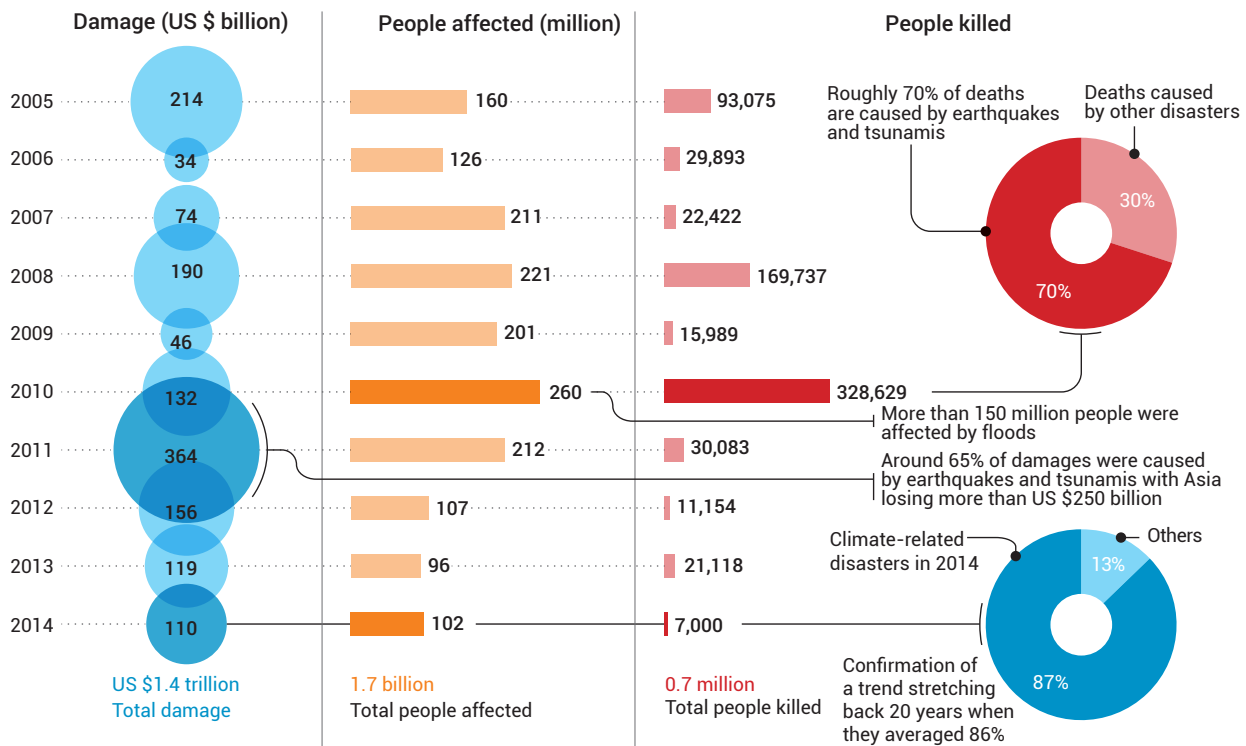 Damage (US $ billion)
People affected (million)
People killed
2005
214
160
93,075
2006
34
126
29,893
2007
74
211
22,422
2008
190
221
169,737
2009
46
201
15,989
2010
132
260
328,629
2011
364
212
30,083
2012
156
107
11,154
2013
119
96
21,118
2014
110
102
7,000
US $1.4 trillion
Total damage
1.7 billion
Total people affected
0.7 million
Total people killed
Roughly 70% of deaths
are caused by earthquakes
and tsunamis
Deaths caused
by other disasters
30%
70%
More than 150 million people were
affected by floods
Around 65% of damages were caused
by earthquakes and tsunamis with Asia
losing more than US $250 billion
Climate-related
disasters in 2014
Others
13%
87%
Confirmation of
a trend stretching
back 20 years when
they averaged 86%